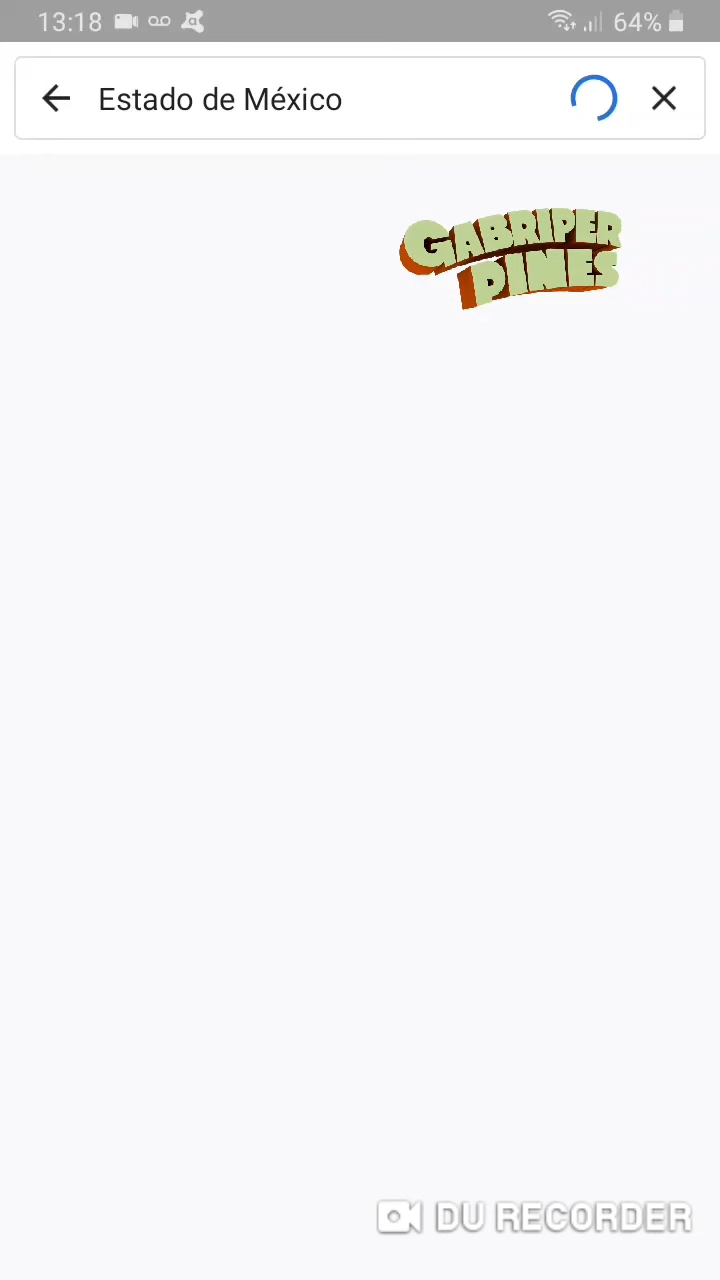 13:18
64%
Estado de México
GABRIPER
PINES
DU RECORDER